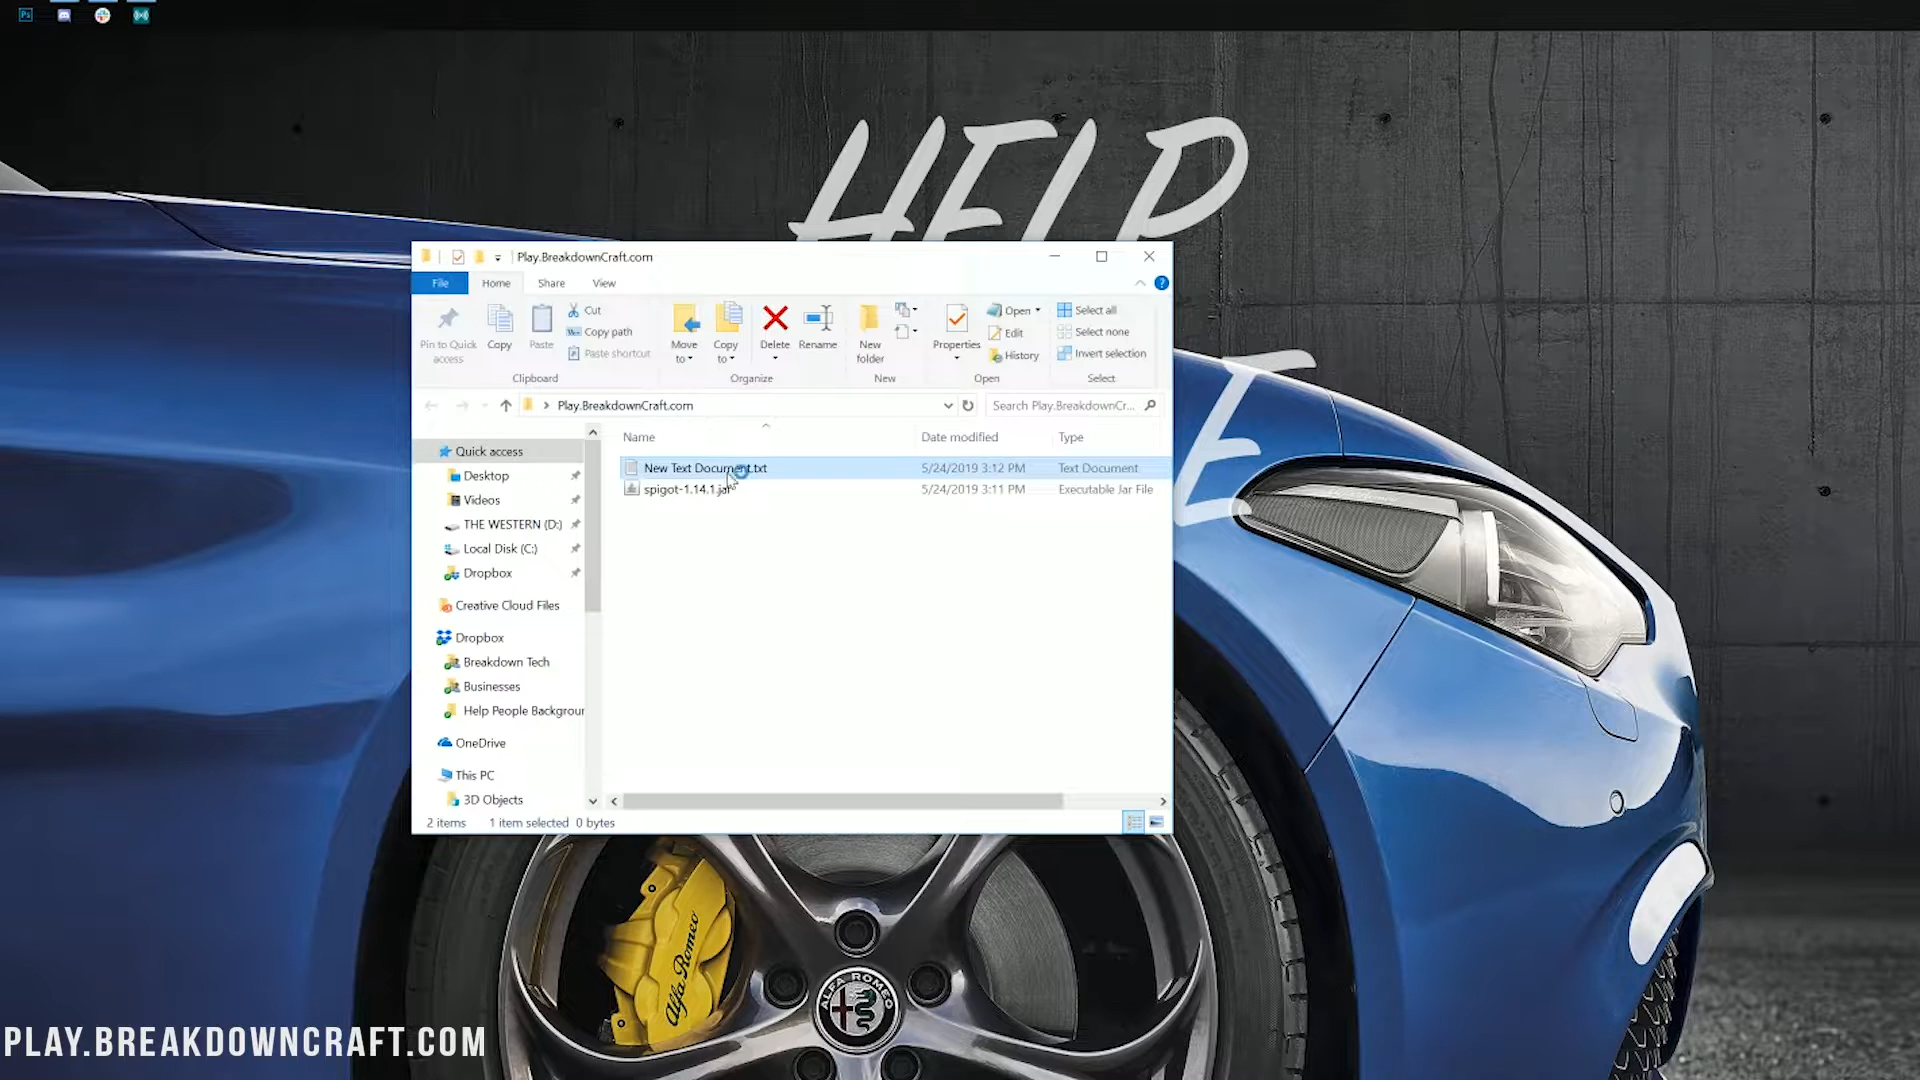 Ps
HELP
E
Play.BreakdownCraft.com
File Home Share View
Pin to Quick access
Copy
Paste
Cut
Copy path
Paste shortcut
Clipboard
Move to
Copy to
Delete
Rename
Organize
New folder
New
Properties
Open
Edit
History
Open
Select all
Select none
Invert selection
Select
Play.BreakdownCraft.com
Search Play.BreakdownCr...
Name Date modified Type
New Text Document.txt 5/24/2019 3:12 PM Text Document
spigot-1.14.1.jar 5/24/2019 3:11 PM Executable Jar File
Quick access
Desktop
Videos
THE WESTERN (D:)
Local Disk (C:)
Dropbox
Creative Cloud Files
Dropbox
Breakdown Tech
Businesses
Help People Backgroun
OneDrive
This PC
3D Objects
2 items 1 item selected 0 bytes
Alfa Romeo
ALFA ROMEO
PLAY.BREAKDOWNCRAFT.COM